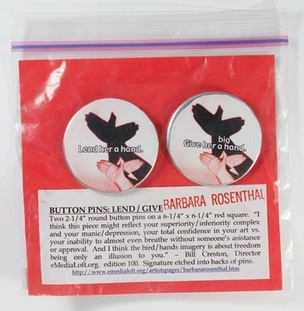 Lend her a hand.
big
Give her a hand.
BARBARA ROSENTHAL
BUTTON PINS: LEND / GIVE
Two 2-1/4" round button pins on a 6-1/4" x 6-1/4" red square. "I
think this piece might reflect your superiority/inferiority complex
and your manic/depressive, your total confidence in your art vs.
your inability to almost even breathe without someone's asistance
or approval. And I think the bird/hands imagery is about freedom
being only an illusion to you." – Bill Creston, Director
eMediaLoft.org. edition 100. Signature etched into backs of pins.
http://www.emedialoft.org/artistspages/barbararosenthal.htm